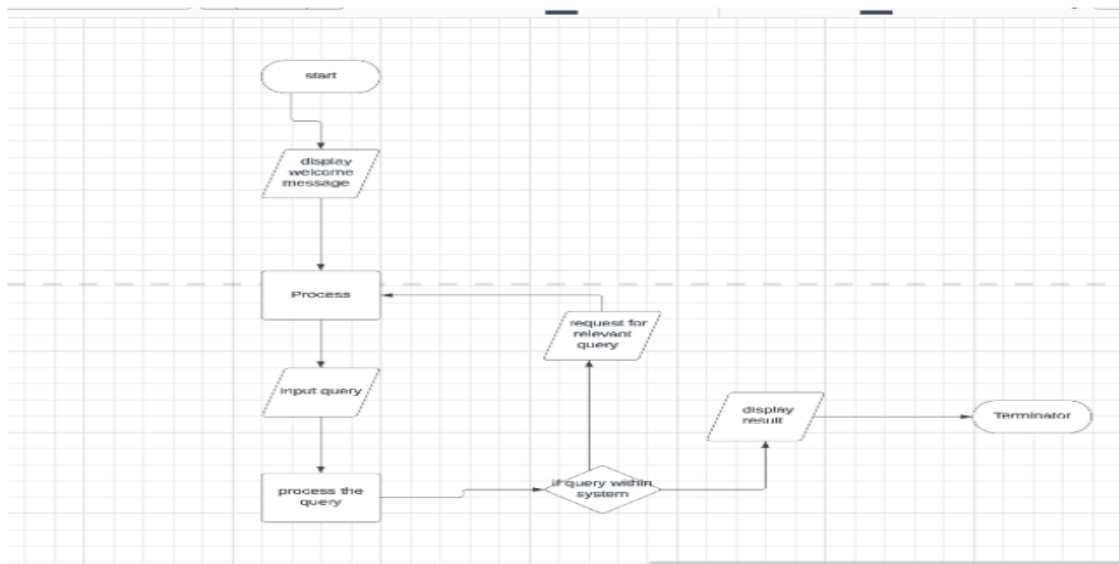 start
display
welcome
message
Process
input query
process the
query
if query within
system
request for
relevant
query
display
result
Terminator